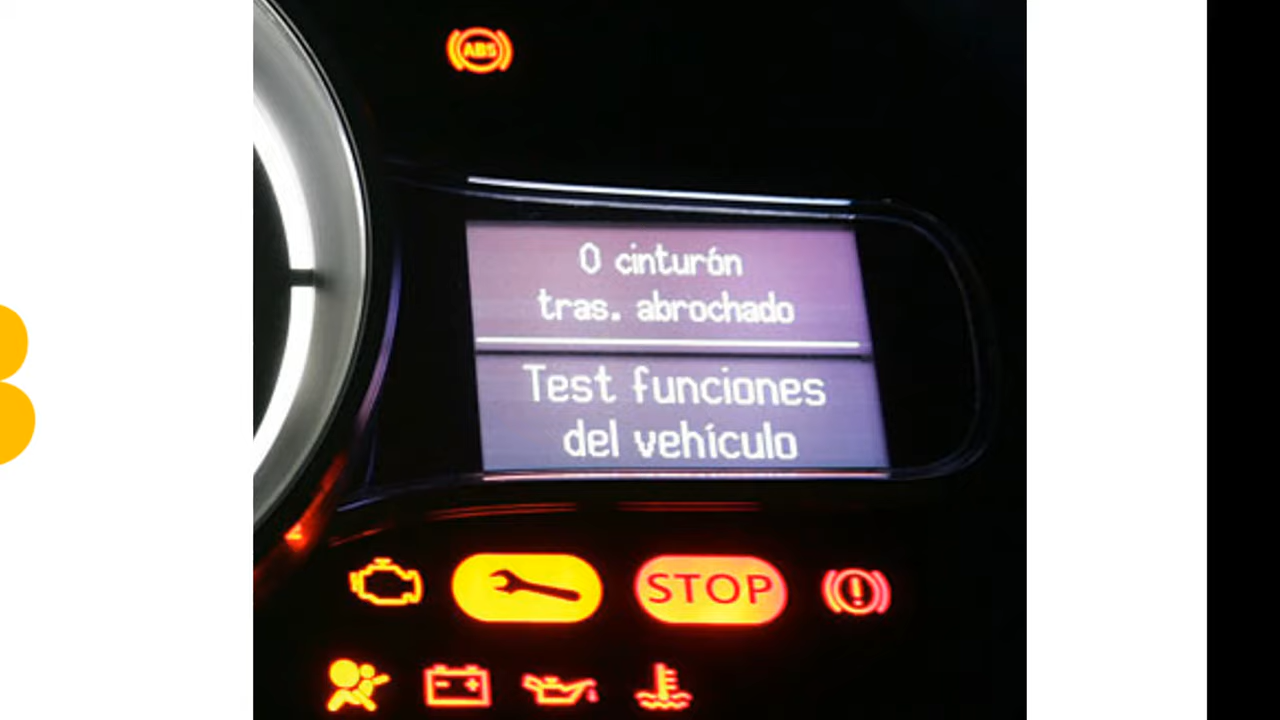 ABS
0 cinturón
tras. abrochado
Test funciones
del vehículo
STOP